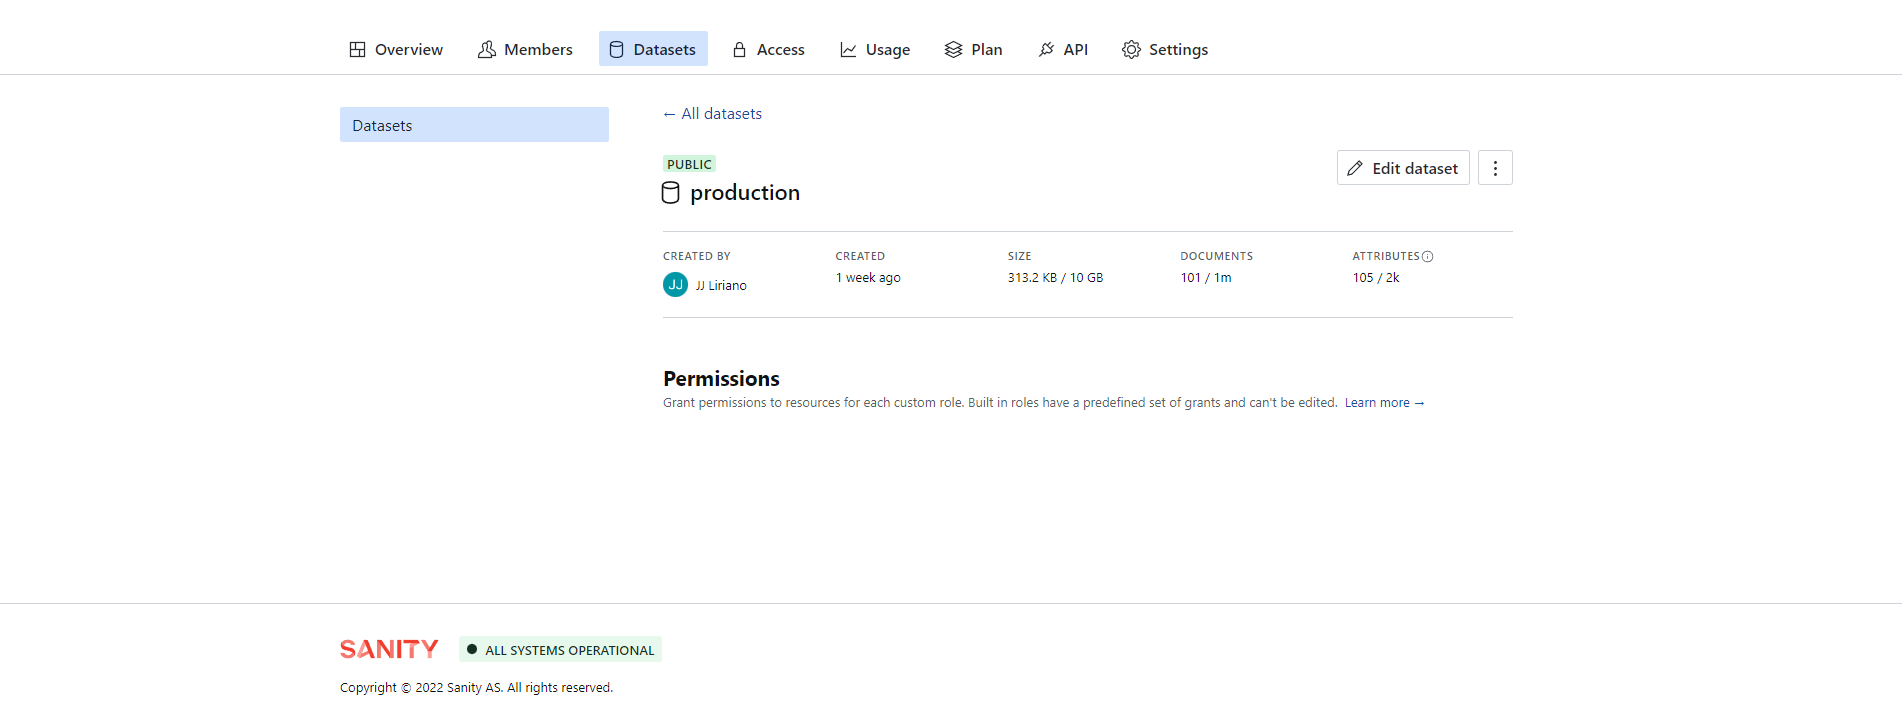 Overview Members Datasets Access Usage Plan API Settings
Datasets
← All datasets
PUBLIC
production
Edit dataset
CREATED BY CREATED SIZE DOCUMENTS ATTRIBUTES
JJ JJ Liriano 1 week ago 313.2 KB / 10 GB 101 / 1m 105 / 2k
Permissions
Grant permissions to resources for each custom role. Built in roles have a predefined set of grants and can't be edited. Learn more →
SANITY ALL SYSTEMS OPERATIONAL
Copyright © 2022 Sanity AS. All rights reserved.